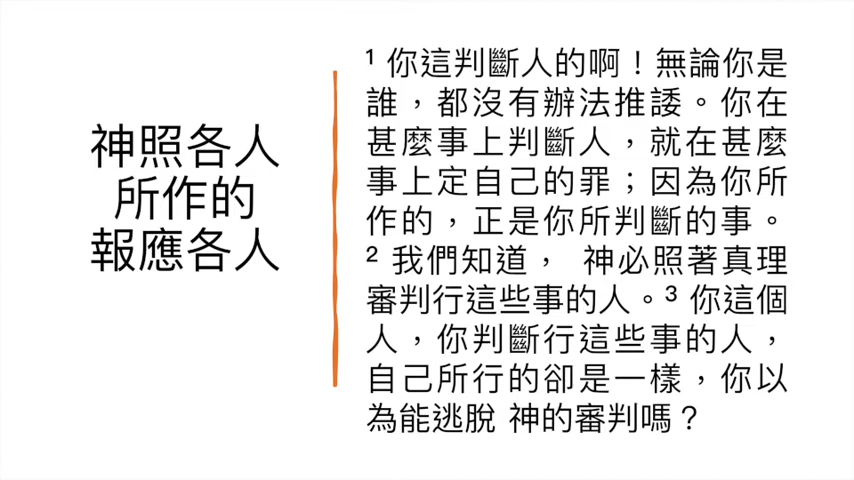 神照各人
所作的
報應各人
¹ 你這判斷人的啊！無論你是
誰，都沒有辦法推諉。你在
甚麼事上判斷人，就在甚麼
事上定自己的罪；因為你所
作的，正是你所判斷的事。
² 我們知道， 神必照著真理
審判行這些事的人。³ 你這個
人，你判斷行這些事的人，
自己所行的卻是一樣，你以
為能逃脫 神的審判嗎？